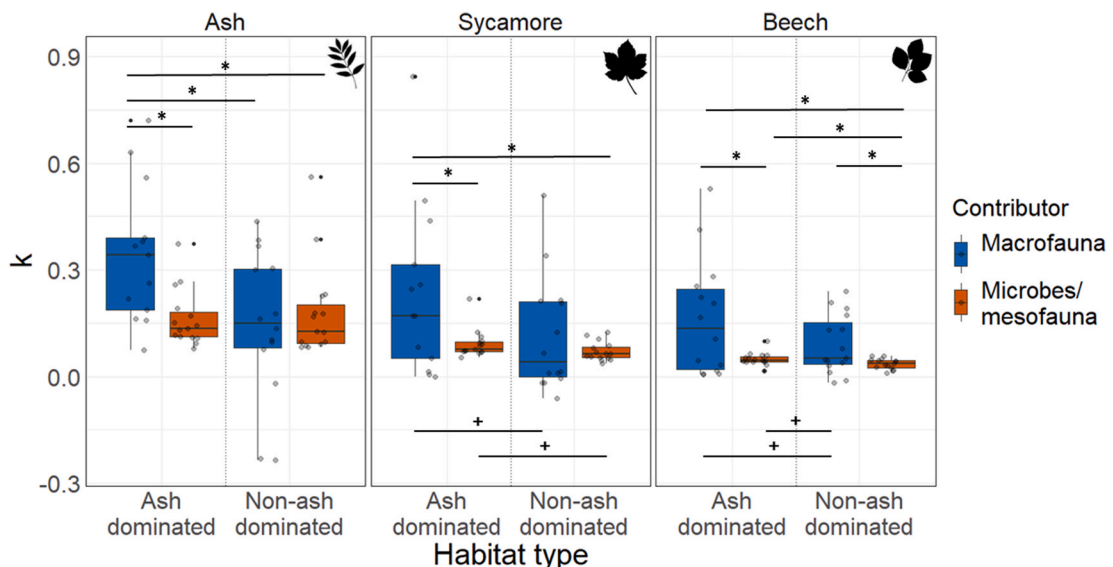 Ash Sycamore Beech
0.9
0.6
0.3
0.0
-0.3
k
* * *
* * * * *
* *
+ +
+ +
Contributor
Macrofauna
Microbes/
mesofauna
Ash Non-ash Ash Non-ash Ash Non-ash
dominated dominated dominated dominated dominated dominated
Habitat type